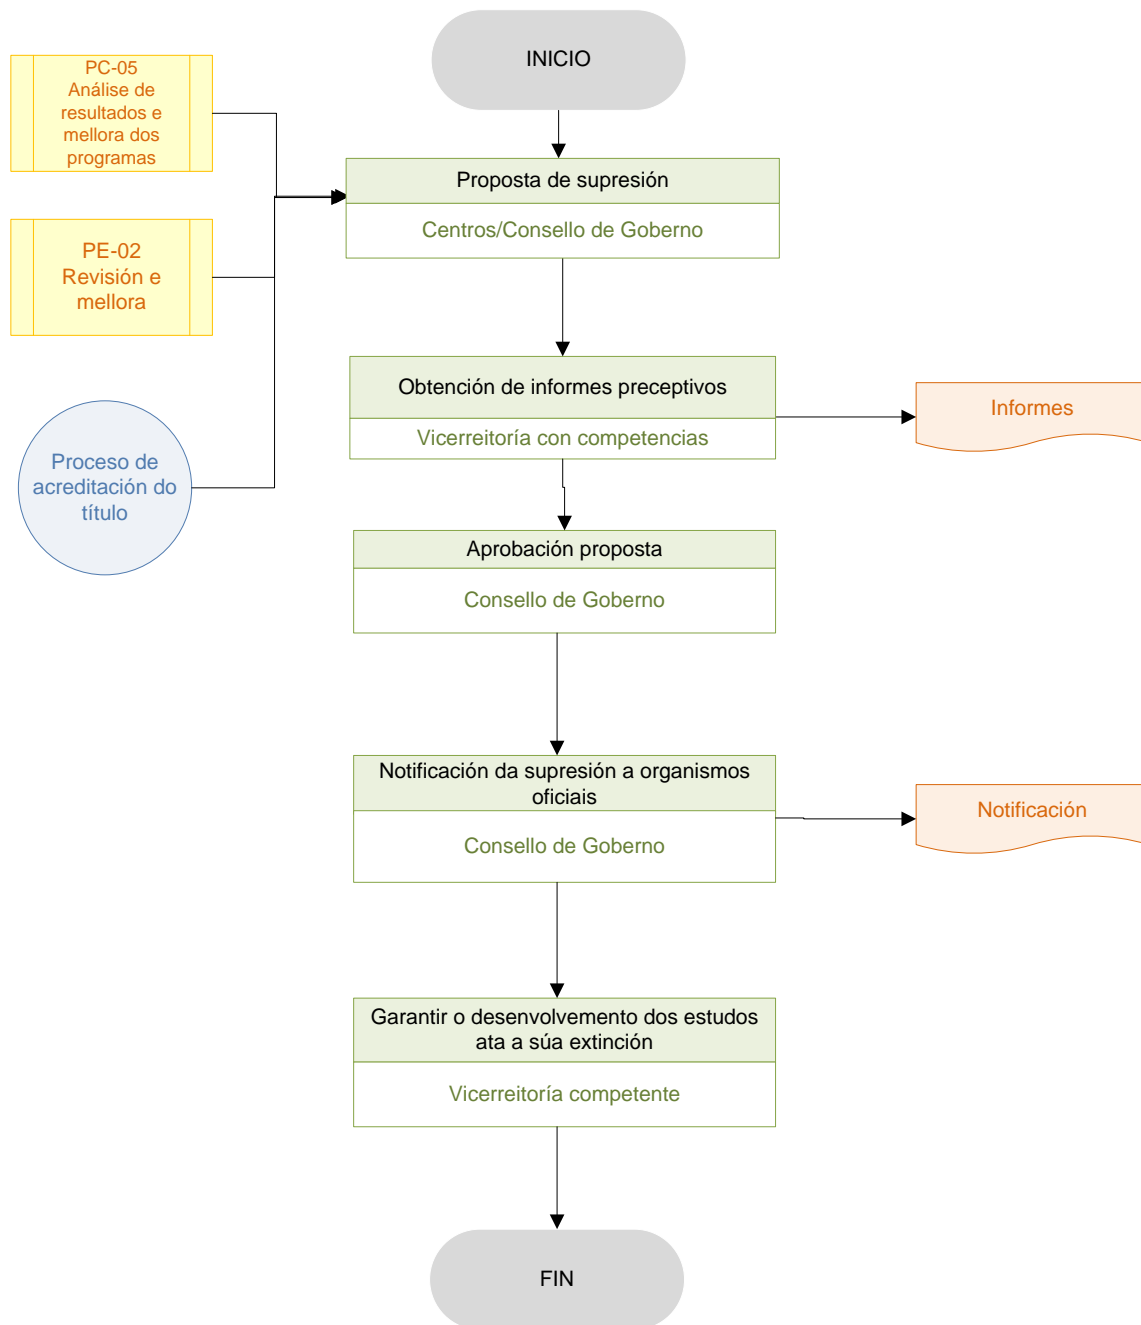 INICIO
PC-05
Análise de
resultados e
mellora dos
programas
Proposta de supresión
Centros/Consello de Goberno
PE-02
Revisión e
mellora
Obtención de informes preceptivos
Vicerreitoría con competencias
Informes
Proceso de
acreditación do
título
Aprobación proposta
Consello de Goberno
Notificación da supresión a organismos
oficiais
Consello de Goberno
Notificación
Garantir o desenvolvemento dos estudos
ata a súa extinción
Vicerreitoría competente
FIN